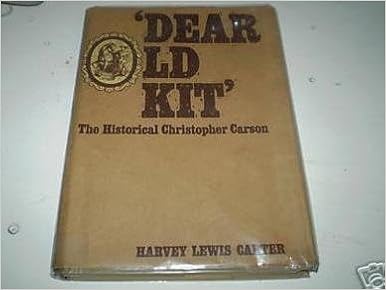 'DEAR
OLD
KIT'
The Historical Christopher Carson
HARVEY LEWIS CARTER